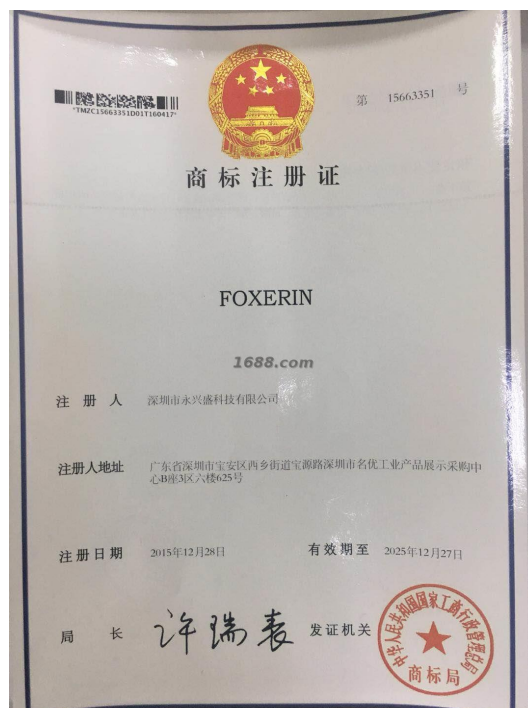 *TMZC15663351D01T160417*
第 15663351 号
商标注册证
FOXERIN
1688.com
注册人 深圳市永兴盛科技有限公司
注册人地址 广东省深圳市宝安区西乡街道宝源路深圳市名优工业产品展示采购中
心B座3区六楼625号
注册日期 2015年12月28日 有效期至 2025年12月27日
局长 许瑞表 发证机关
中华人民共和国国家工商行政管理总局
商标局